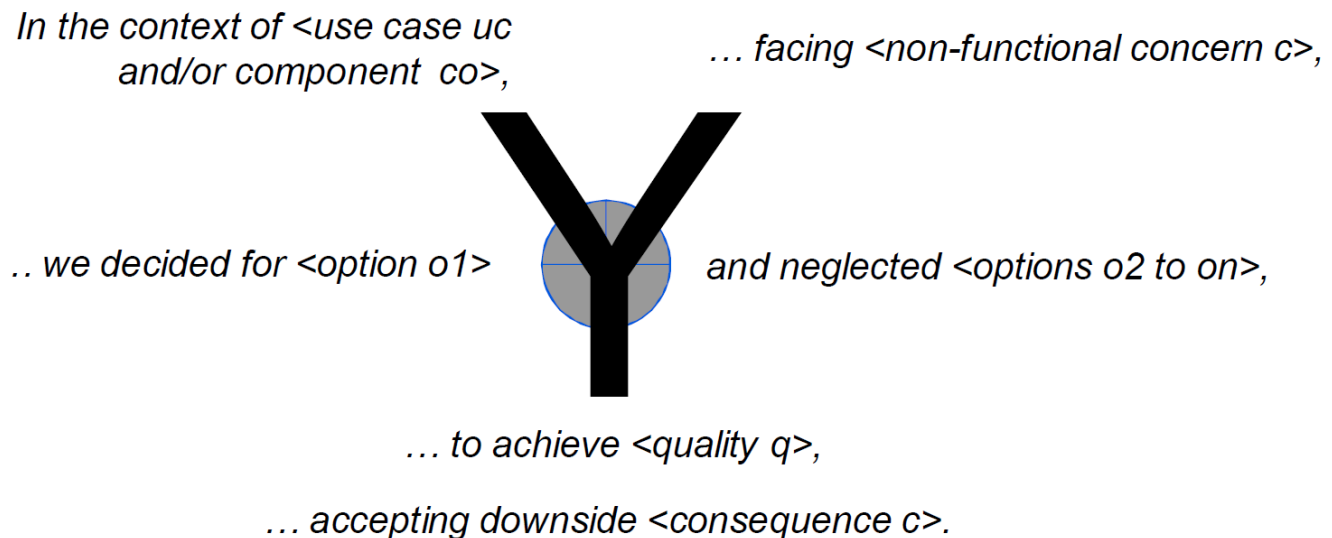 In the context of <use case uc
and/or component co>,
… facing <non-functional concern c>,
.. we decided for <option o1>
and neglected <options o2 to on>,
… to achieve <quality q>,
… accepting downside <consequence c>.